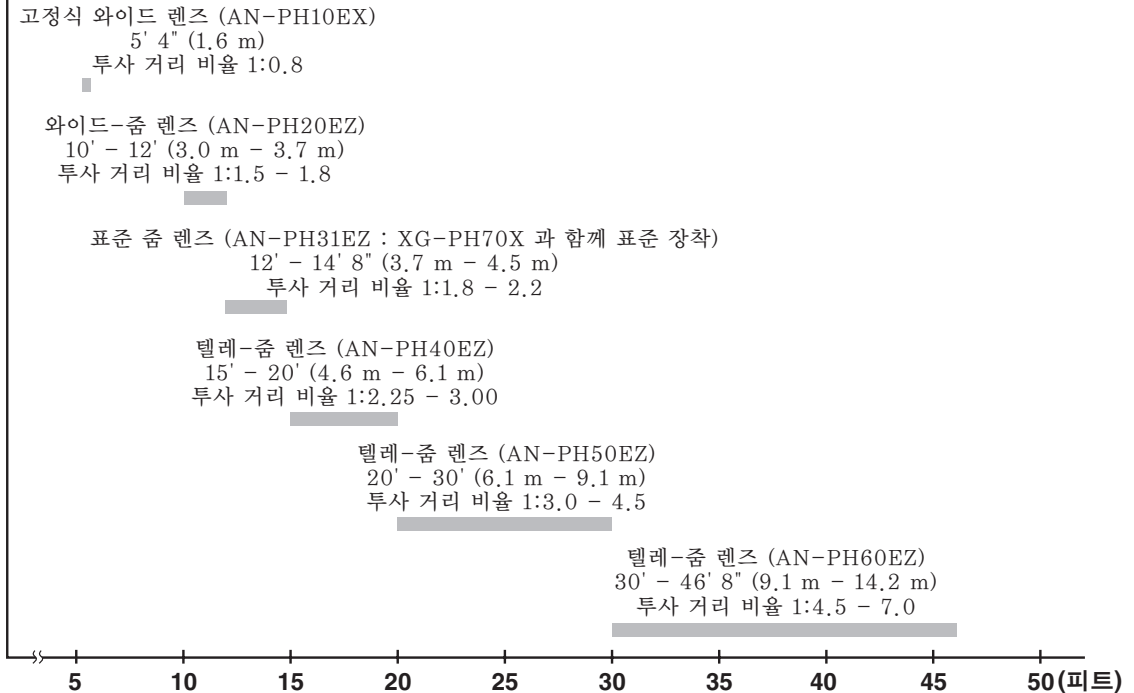 고정식 와이드 렌즈 (AN-PH10EX)
5' 4" (1.6 m)
투사 거리 비율 1:0.8
와이드-줌 렌즈 (AN-PH20EZ)
10' - 12' (3.0 m - 3.7 m)
투사 거리 비율 1:1.5 - 1.8
표준 줌 렌즈 (AN-PH31EZ : XG-PH70X 과 함께 표준 장착)
12' - 14' 8" (3.7 m - 4.5 m)
투사 거리 비율 1:1.8 - 2.2
텔레-줌 렌즈 (AN-PH40EZ)
15' - 20' (4.6 m - 6.1 m)
투사 거리 비율 1:2.25 - 3.00
텔레-줌 렌즈 (AN-PH50EZ)
20' - 30' (6.1 m - 9.1 m)
투사 거리 비율 1:3.0 - 4.5
텔레-줌 렌즈 (AN-PH60EZ)
30' - 46' 8" (9.1 m - 14.2 m)
투사 거리 비율 1:4.5 - 7.0
5 10 15 20 25 30 35 40 45 50(피트)